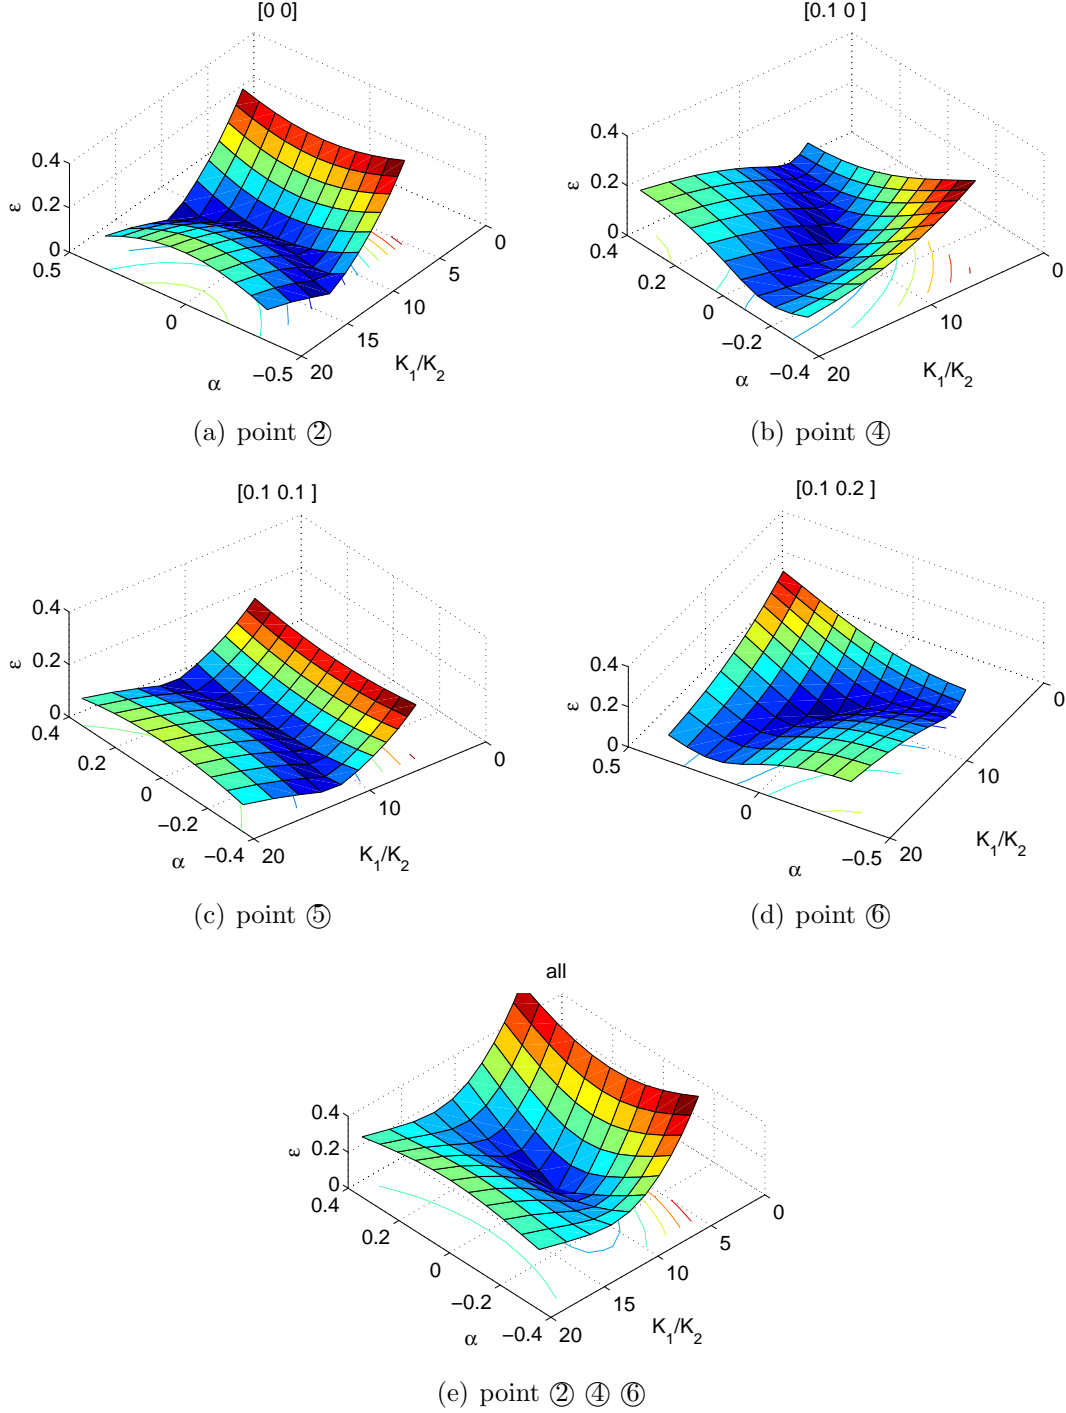 [0 0]
0.4
0.2
0
ε
0.5
0
−0.5
α
20
15
10
5
0
K1/K2
(a) point ②
[0.1 0 ]
0.4
0.2
0
ε
0.4
0.2
0
−0.2
−0.4
α
20
10
0
K1/K2
(b) point ④
[0.1 0.1 ]
0.4
0.2
0
ε
0.4
0.2
0
−0.2
−0.4
α
20
10
0
K1/K2
(c) point ⑤
[0.1 0.2 ]
0.4
0.2
0
ε
0.5
0
−0.5
α
20
10
0
K1/K2
(d) point ⑥
all
0.4
0.2
0
ε
0.4
0.2
0
−0.2
−0.4
α
20
15
10
5
0
K1/K2
(e) point ② ④ ⑥